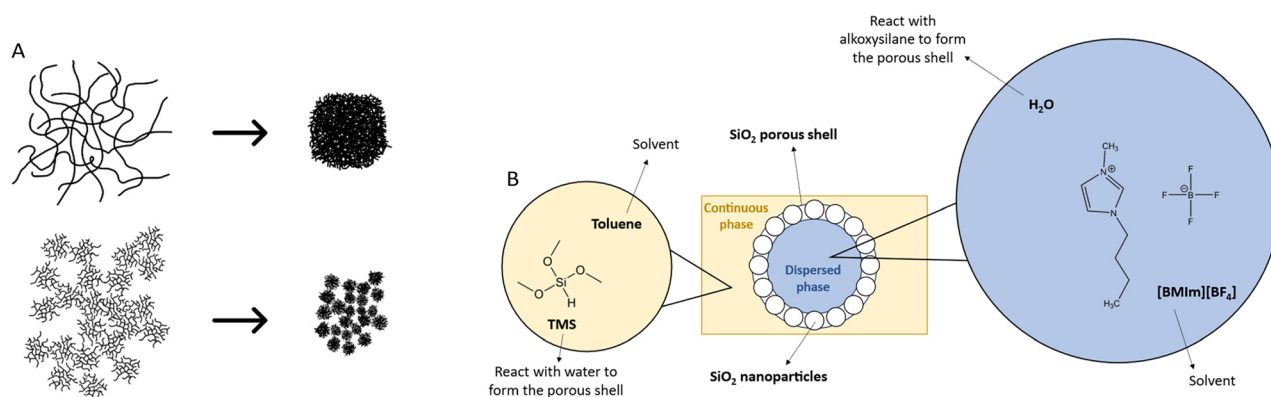 A
B
Solvent
Toluene
O
O
Si
O
H
TMS
React with water to
form the porous shell
SiO2 porous shell
Continuous
phase
Dispersed
phase
SiO2 nanoparticles
React with
alkoxysilane to form
the porous shell
H2O
CH3
N
⊕
N
H3C
F
F
⊖
B
F
F
[BMIm][BF4]
Solvent